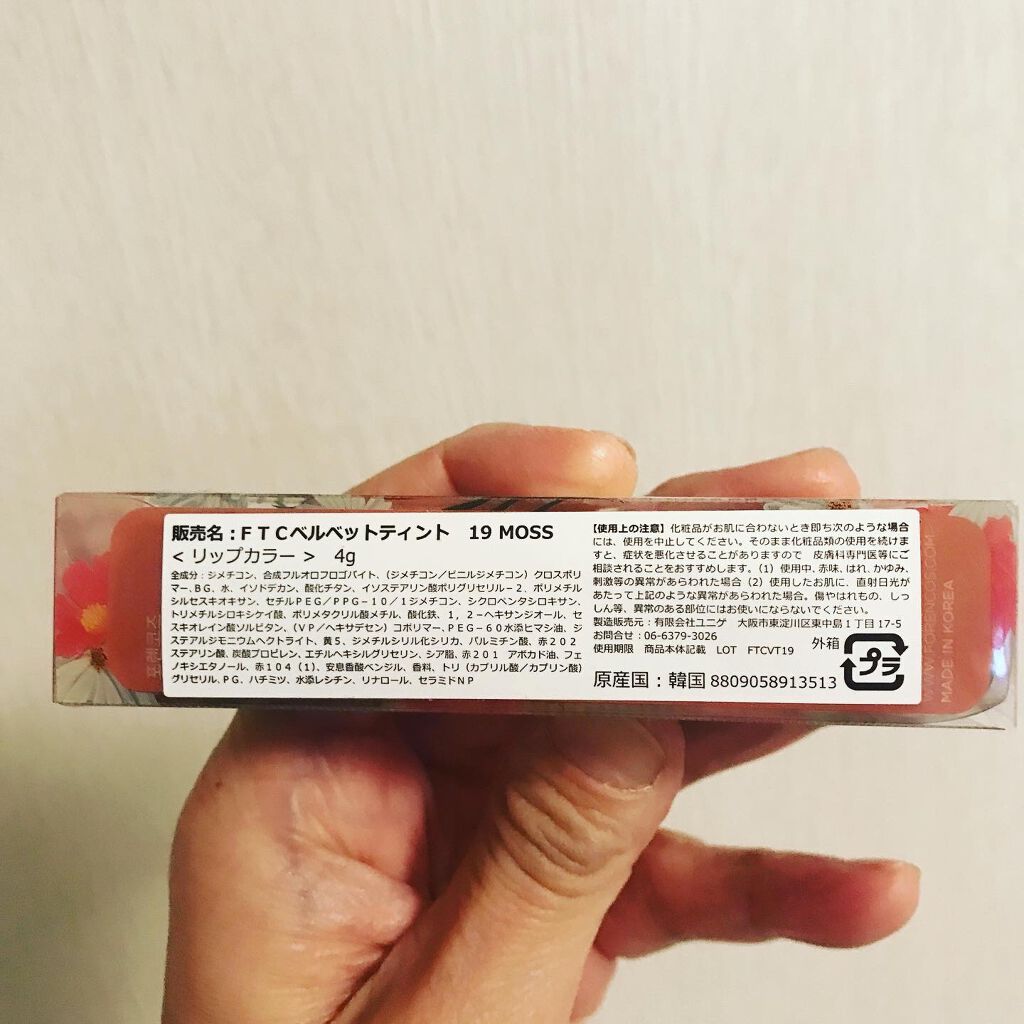 販売名：ＦＴＣベルベットティント　19 MOSS
＜リップカラー＞　4g
全成分：ジメチコン、合成フルオロフロゴパイト、（ジメチコン／ビニルジメチコン）クロスポリ
マー、ＢＧ、水、イソドデカン、酸化チタン、イソステアリン酸ポリグリセリル－２、ポリメチル
シルセスキオキサン、セチルＰＥＧ／ＰＰＧ－10／１ジメチコン、シクロペンタシロキサン、
トリメチルシロキシケイ酸、ポリメタクリル酸メチル、酸化鉄、１，２－ヘキサンジオール、セ
スキオレイン酸ソルビタン、（ＶＰ／ヘキサデセン）コポリマー、ＰＥＧ－60水添ヒマシ油、ジ
ステアルジモニウムヘクトライト、黄５、ジメチルシリル化シリカ、パルミチン酸、赤２０２
ステアリン酸、炭酸プロピレン、エチルヘキシルグリセリン、シア脂、赤２０１ アボカド油、フェ
ノキシエタノール、赤１０４（１）、安息香酸ベンジル、香料、トリ（カプリル酸／カプリン酸）
グリセリル、ＰＧ、ハチミツ、水添レシチン、リナロール、セラミドＮＰ
【使用上の注意】化粧品がお肌に合わないとき即ち次のような場合
には、使用を中止してください。そのまま化粧品類の使用を続けま
すと、症状を悪化させることがありますので　皮膚科専門医等にご
相談されることをおすすめします。（1）使用中、赤味、はれ、かゆみ、
刺激等の異常があらわれた場合（2）使用したお肌に、直射日光が
あたって上記のような異常があらわれた場合。傷やはれもの、しっ
しん等、異常のある部位にはお使いにならないでください。
製造販売元：有限会社ユニゲ　大阪市東淀川区東中島１丁目17-5
お問合せ：06-6379-3026
使用期限　商品本体記載　LOT　FTCVT19
外箱
プラ
原産国：韓国 8809058913513
포렌코즈
WWW.FORENCOS.COM
MADE IN KOREA